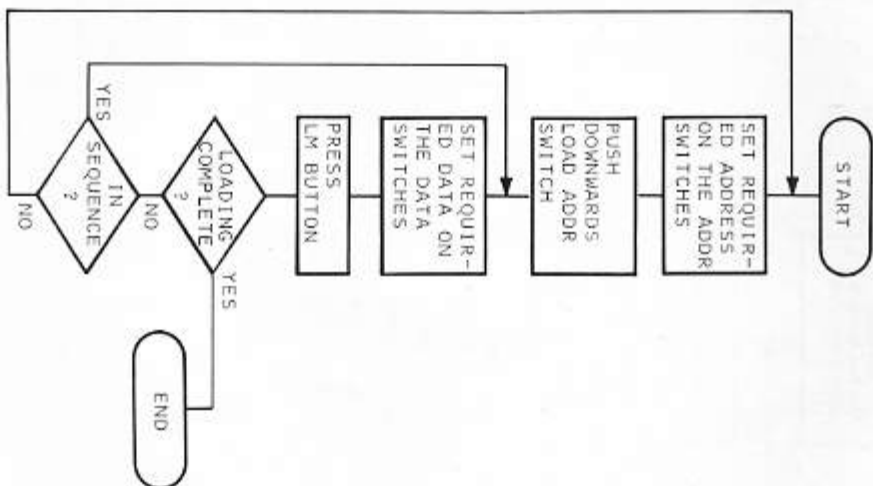 START
SET REQUIR-
ED ADDRESS
ON THE ADDR
SWITCHES
PUSH
DOWNWARDS
LOAD ADDR
SWITCH
SET REQUIR-
ED DATA ON
THE DATA
SWITCHES
PRESS
LM BUTTON
LOADING
COMPLETE
?
YES
END
NO
IN
SEQUENCE
?
YES
NO